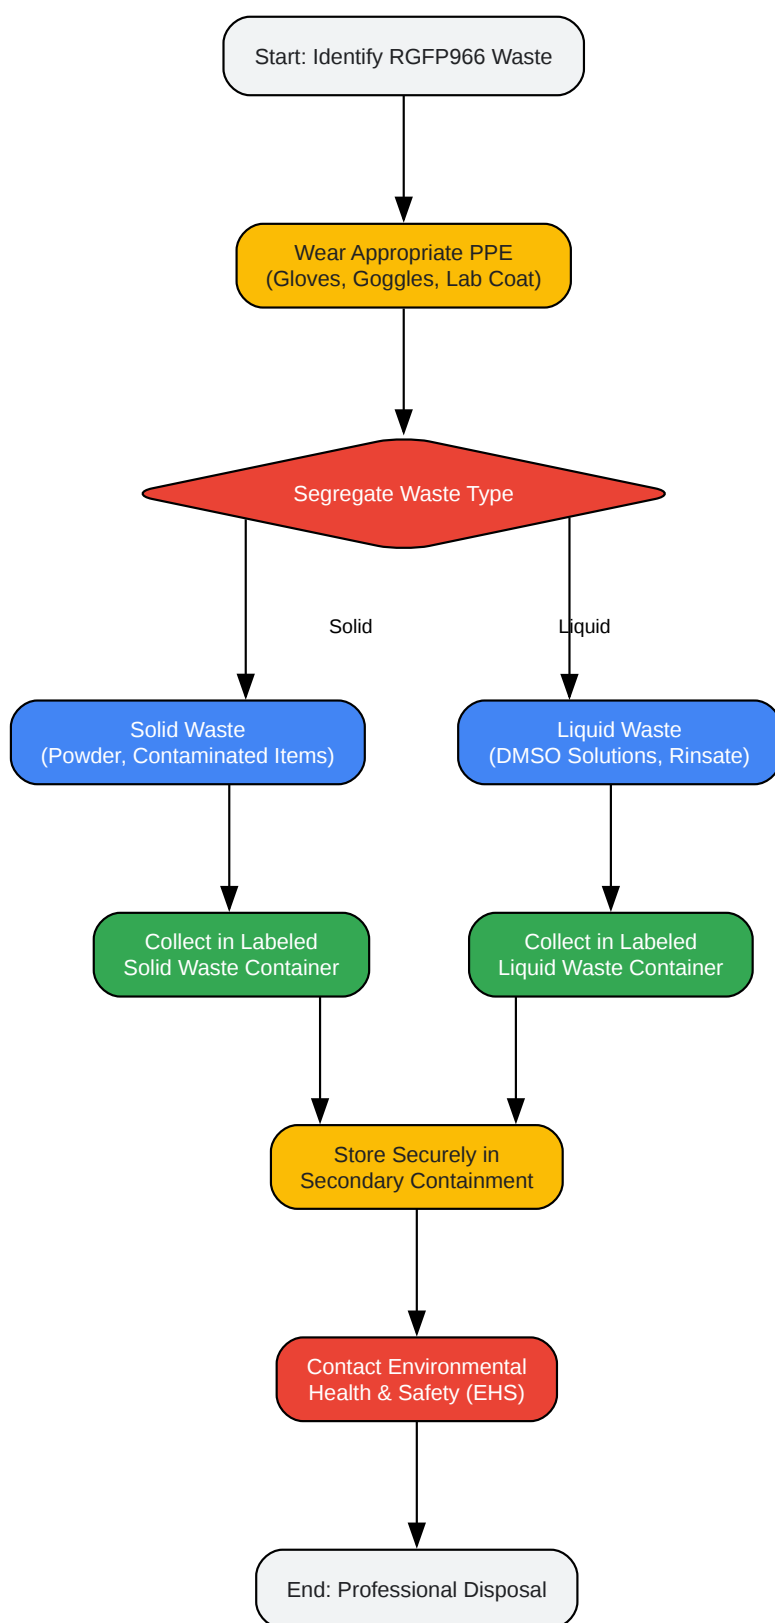 Start: Identify RGFP966 Waste
Wear Appropriate PPE
(Gloves, Goggles, Lab Coat)
Segregate Waste Type
Solid
Liquid
Solid Waste
(Powder, Contaminated Items)
Liquid Waste
(DMSO Solutions, Rinsate)
Collect in Labeled
Solid Waste Container
Collect in Labeled
Liquid Waste Container
Store Securely in
Secondary Containment
Contact Environmental
Health & Safety (EHS)
End: Professional Disposal